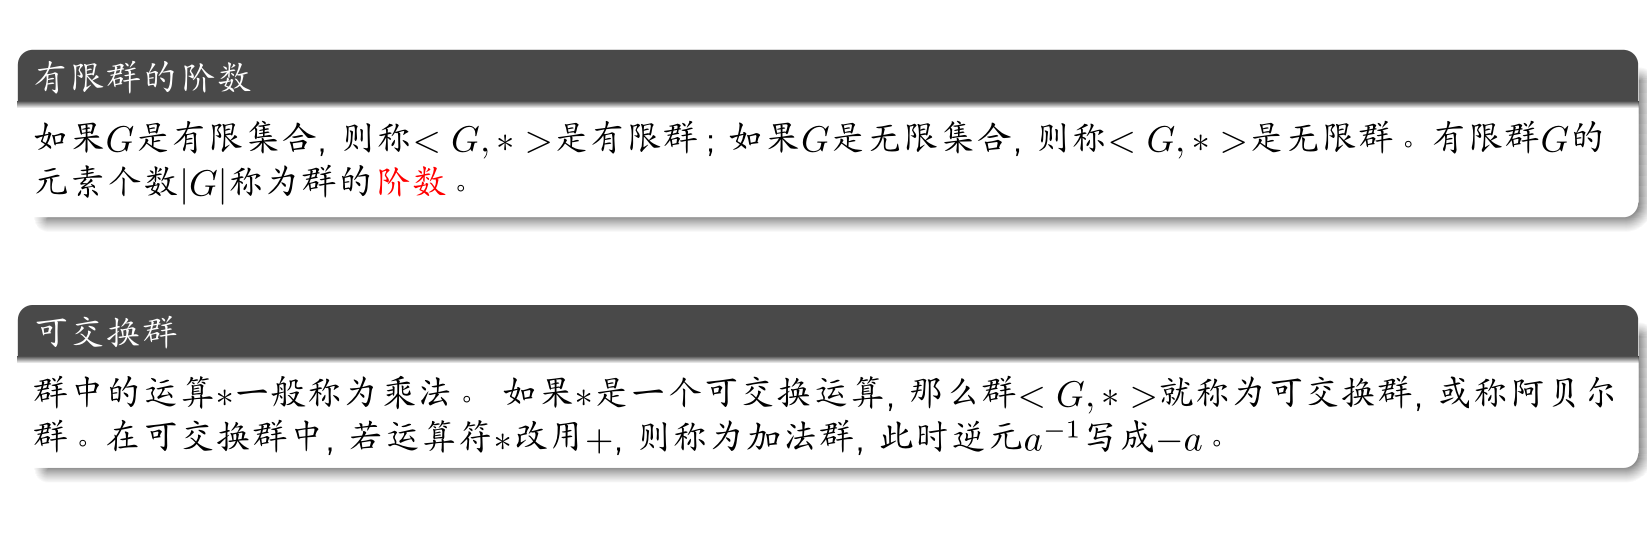 有限群的阶数
如果G是有限集合, 则称< G, * >是有限群; 如果G是无限集合, 则称< G, * >是无限群。有限群G的
元素个数|G|称为群的阶数。
可交换群
群中的运算*一般称为乘法。 如果*是一个可交换运算, 那么群< G, * >就称为可交换群, 或称阿贝尔
群。在可交换群中, 若运算符*改用+, 则称为加法群, 此时逆元a⁻¹写成−a。